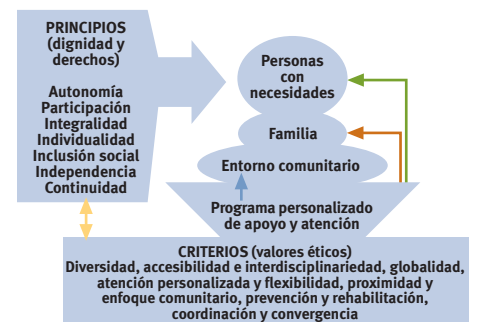 PRINCIPIOS
(dignidad y
derechos)
Autonomía
Participación
Integralidad
Individualidad
Inclusión social
Independencia
Continuidad
Personas
con
necesidades
Familia
Entorno comunitario
Programa personalizado
de apoyo y atención
CRITERIOS (valores éticos)
Diversidad, accesibilidad e interdisciplinariedad, globalidad,
atención personalizada y flexibilidad, proximidad y
enfoque comunitario, prevención y rehabilitación,
coordinación y convergencia